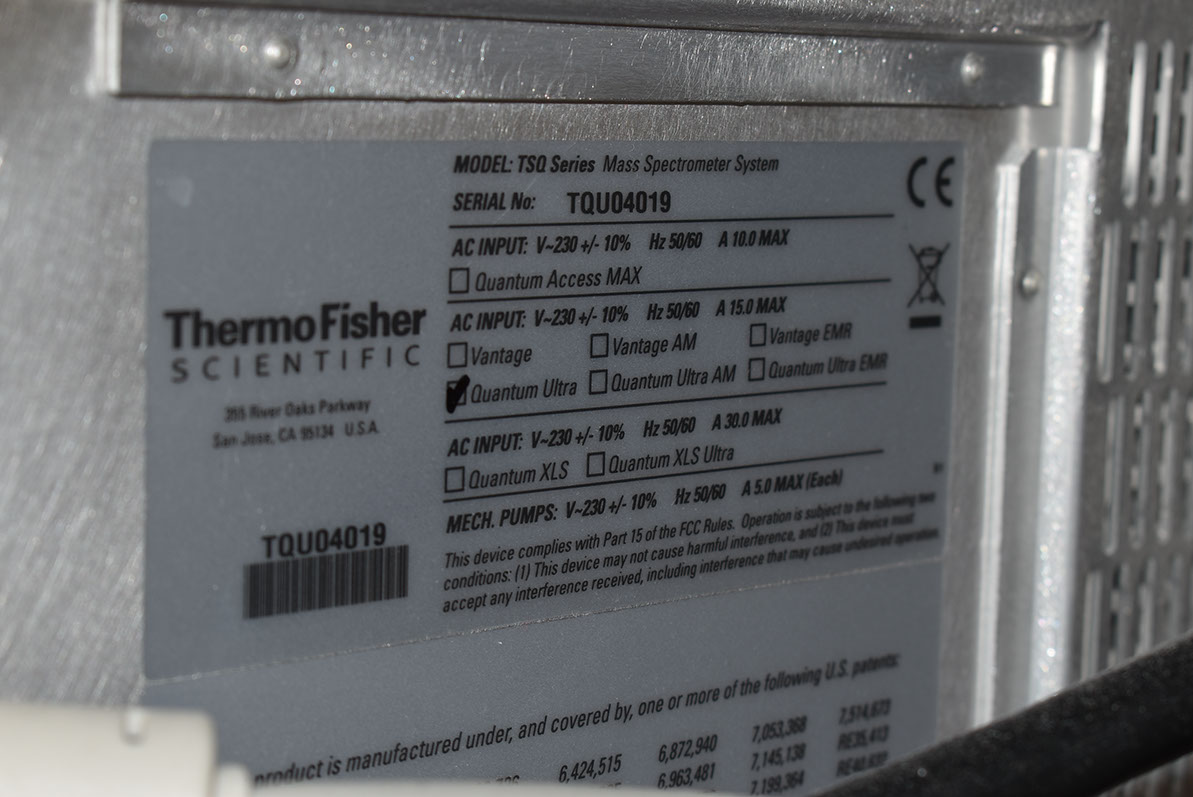 MODEL: TSQ Series Mass Spectrometer System
SERIAL No: TQU04019
AC INPUT: V~230 +/- 10% Hz 50/60 A 10.0 MAX
Quantum Access MAX
AC INPUT: V~230 +/- 10% Hz 50/60 A 15.0 MAX
Vantage Vantage AM Vantage EMR
Quantum Ultra Quantum Ultra AM Quantum Ultra EMR
AC INPUT: V~230 +/- 10% Hz 50/60 A 30.0 MAX
Quantum XLS Quantum XLS Ultra
MECH. PUMPS: V~230 +/- 10% Hz 50/60 A 5.0 MAX (Each)
This device complies with Part 15 of the FCC Rules. Operation is subject to the following two
conditions: (1) This device may not cause harmful interference, and (2) This device must
accept any interference received, including interference that may cause undesired operation.
CE
ThermoFisher
SCIENTIFIC
355 River Oaks Parkway
San Jose, CA 95134 U.S.A.
TQU04019
product is manufactured under, and covered by, one or more of the following U.S. patents:
6,424,515 6,872,940 7,053,368 7,514,673
6,963,481 7,145,138 RE35,413
7,199,364